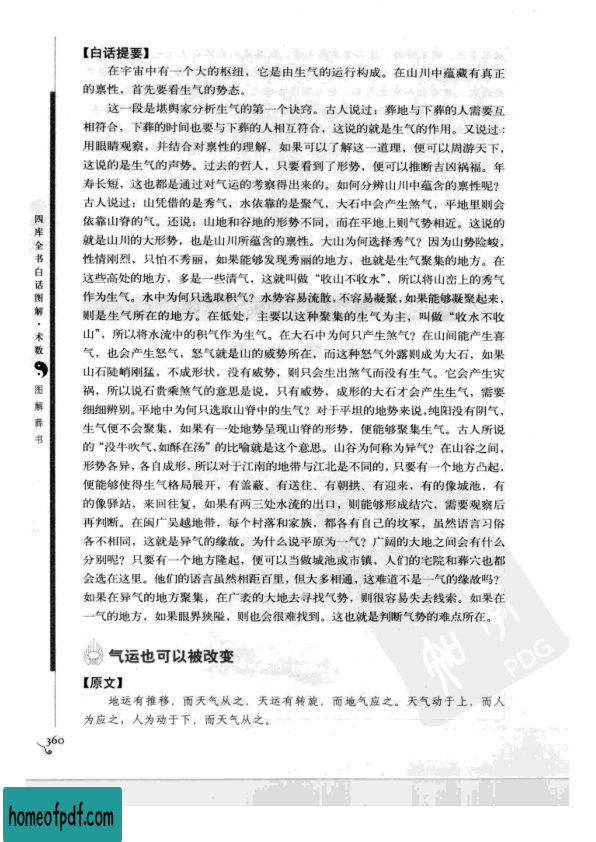 【白话提要】
在宇宙中有一个大的枢纽，它是由生气的运行构成。在山川中蕴藏有真正
的禀性，首先要看生气的势态。
这一段是堪舆家分析生气的第一个诀窍。古人说过：葬地与下葬的人需要互
相符合，下葬的时间也要与下葬的人相互符合，这说的就是生气的作用。又说过：
用眼睛观察，并结合对禀性的理解，如果可以了解这一道理，便可以周游天下，
这说的是生气的声势。过去的哲人，只要看到了形势，便可以推断吉凶祸福。年
寿长短，这也都是通过对气运的考察得出来的。如何分辨山川中蕴含的禀性呢？
古人说过：山凭借的是秀气，水依靠的是聚气，大石中会产生煞气，平地里则会
依靠山脊的气。还说：山地和谷地的形势不同，而在平地上则气势相近。这说的
就是山川的大形势，也是山川所蕴含的禀性。大山为何选择秀气？因为山势险峻，
性情刚烈，只怕不秀丽，如果能够发现秀丽的地方，也就是生气聚集的地方。在
这些高处的地方，多是一些清气，这就叫做“收山不收水”，所以将山峦上的秀气
作为生气。水中为何只选取积气？水势容易流散，不容易凝聚，如果能够凝聚起来，
则是生气所在的地方。在低处，主要以这种聚集的生气为主，叫做“收水不收
山”，所以将水流中的积气作为生气。在大石中为何只产生煞气？在山间能产生喜
气，也会产生怒气，怒气就是山的威势所在，而这种怒气外露则成为大石，如果
山石陡峭刚猛，不成形状，没有威势，则只会生出煞气而没有生气。它会产生灾
祸，所以说石贵乘煞气的意思是说，只有威势，成形的大石才会产生生气，需要
细细辨别。平地中为何只选取山脊中的生气？对于平坦的地势来说，纯阳没有阴气，
生气便不会聚集，如果有一处地势呈现山脊的形势，便能够聚集生气。古人所说
的“没牛吹气，如酥在汤”的比喻就是这个意思。山谷为何称为异气？在山谷之间，
形势各异，各自成形，所以对于江南的地带与江北是不同的，只要有一个地方凸起，
便能够使得生气格局展开，有盖蔽、有送往、有朝拱、有迎来，有的像城池，有
的像驿站，来回往复，如果有两三处水流的出口，则能够形成结穴，需要观察后
再判断。在闽广吴越地带，每个村落和家族，都各有自己的坟冢，虽然语言习俗
各不相同，这就是异气的缘故。为什么说平原为一气？广阔的大地之间会有什么
分别呢？只要有一个地方隆起，便可以当做城池或市镇，人们的宅院和葬穴也都
会选在这里。他们的语言虽然相距百里，但大多相通，这难道不是一气的缘故吗？
如果在异气的地方聚集，在广袤的大地去寻找气势，则很容易失去线索。如果在
一气的地方，如果眼界狭隘，则也会很难找到。这也就是判断气势的难点所在。
气运也可以被改变
【原文】
地运有推移，而天气从之，天运有转旋，而地气应之。天气动于上，而人
为应之；人为动于下，而天气从之。
四库全书白话图解·术数
图解葬书
360
PDG
homeofpdf.com